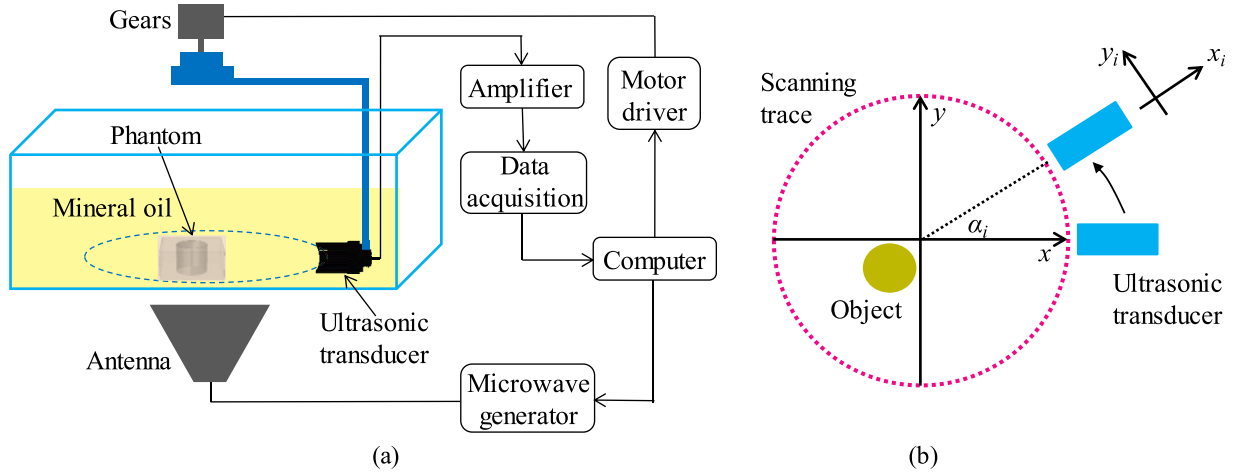 Gears
Amplifier
Motor
driver
Phantom
Data
acquisition
Mineral oil
Computer
Ultrasonic
transducer
Antenna
Microwave
generator
(a)
Scanning
trace
y
yᵢ
xᵢ
αᵢ
x
Object
Ultrasonic
transducer
(b)